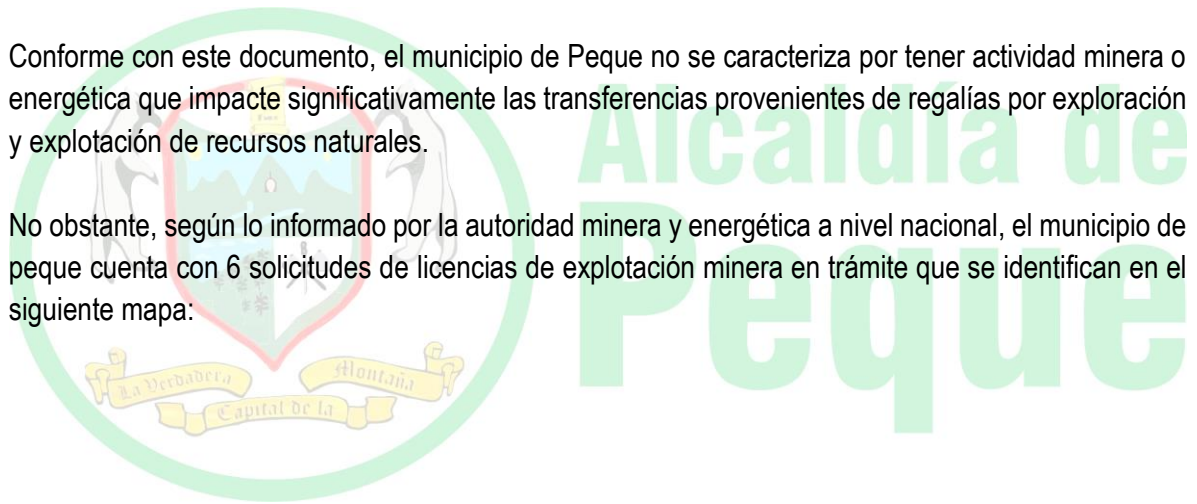 Conforme con este documento, el municipio de Peque no se caracteriza por tener actividad minera o
energética que impacte significativamente las transferencias provenientes de regalías por exploración
y explotación de recursos naturales.
No obstante, según lo informado por la autoridad minera y energética a nivel nacional, el municipio de
peque cuenta con 6 solicitudes de licencias de explotación minera en trámite que se identifican en el
siguiente mapa:
Alcaldía de
Peque
La Verdadera
Capital de la
Montaña